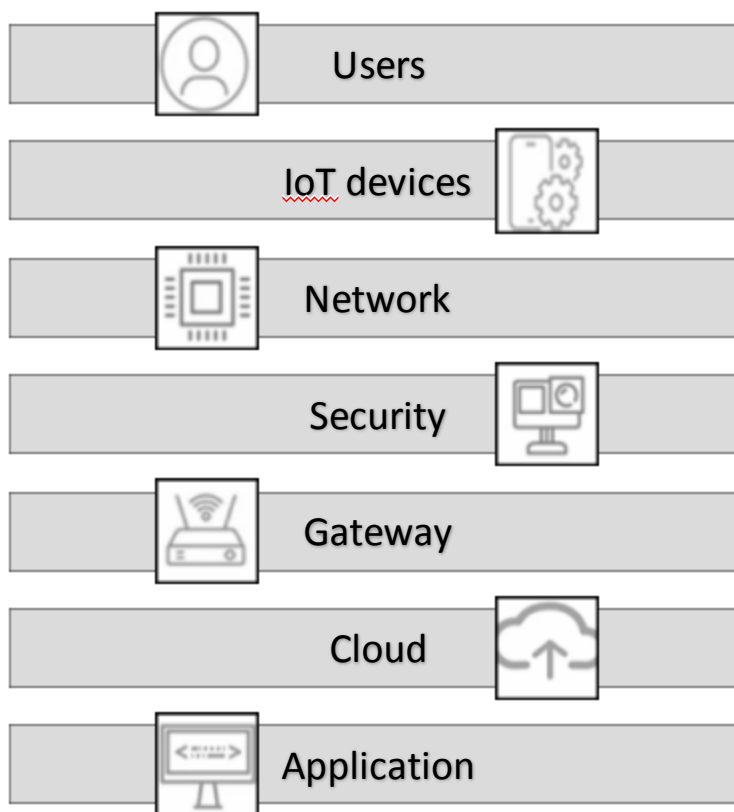 Users
IoT devices
Network
Security
Gateway
Cloud
Application